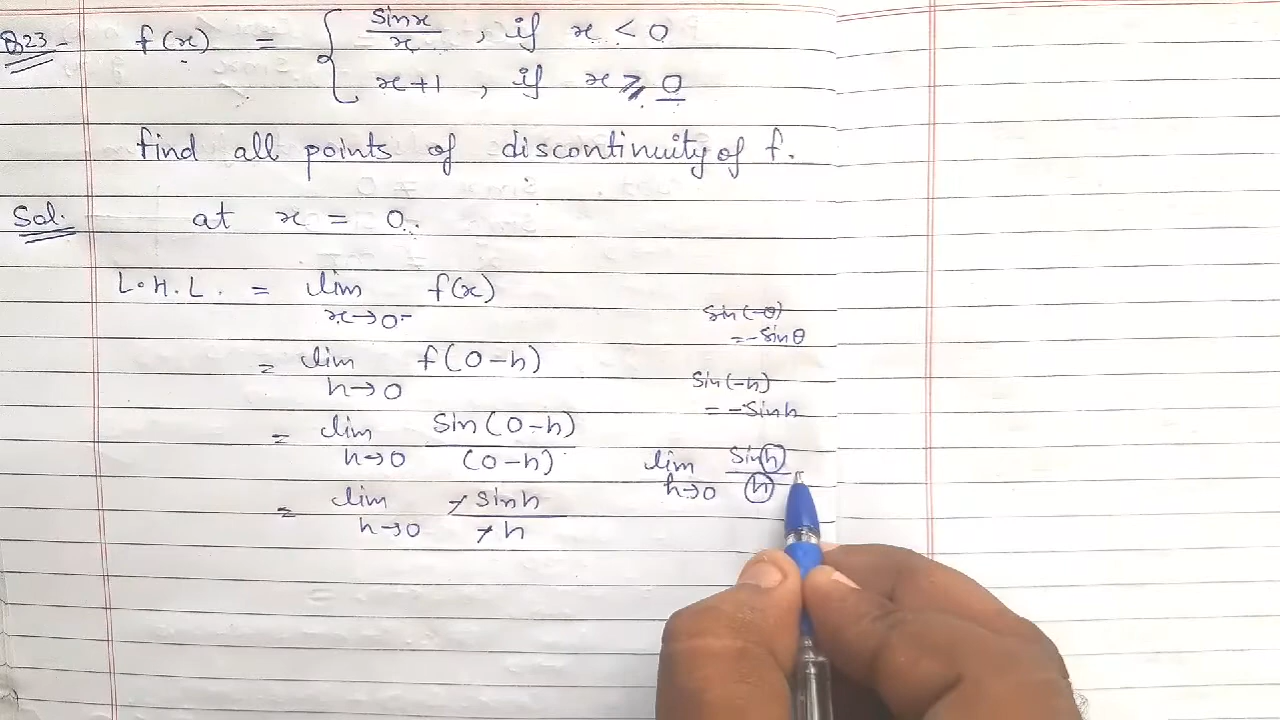 Q23- f(x) = { sinx/x , if x < 0
x+1 , if x ≥ 0
find all points of discontinuity of f.
Sol. at x = 0.
L.H.L. = lim x→0- f(x)
= lim h→0 f(0-h)
= lim h→0 Sin(0-h)/(0-h)
= lim h→0 -sinh/-h
Sin(-θ)
=-Sinθ
Sin(-h)
=-Sinh
lim h→0 Sinh/h